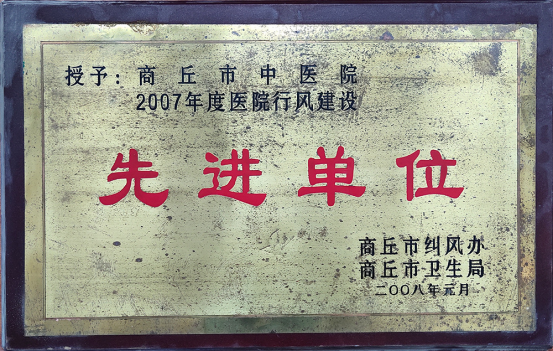 授予：商丘市中医院
2007年度医院行风建设
先进单位
商丘市纠风办
商丘市卫生局
二〇〇八年元月